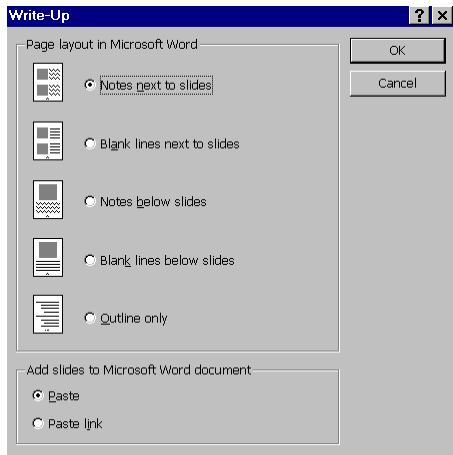 Write-Up
Page layout in Microsoft Word
OK
Notes next to slides
Cancel
Blank lines next to slides
Notes below slides
Blank lines below slides
Outline only
Add slides to Microsoft Word document
Paste
Paste link